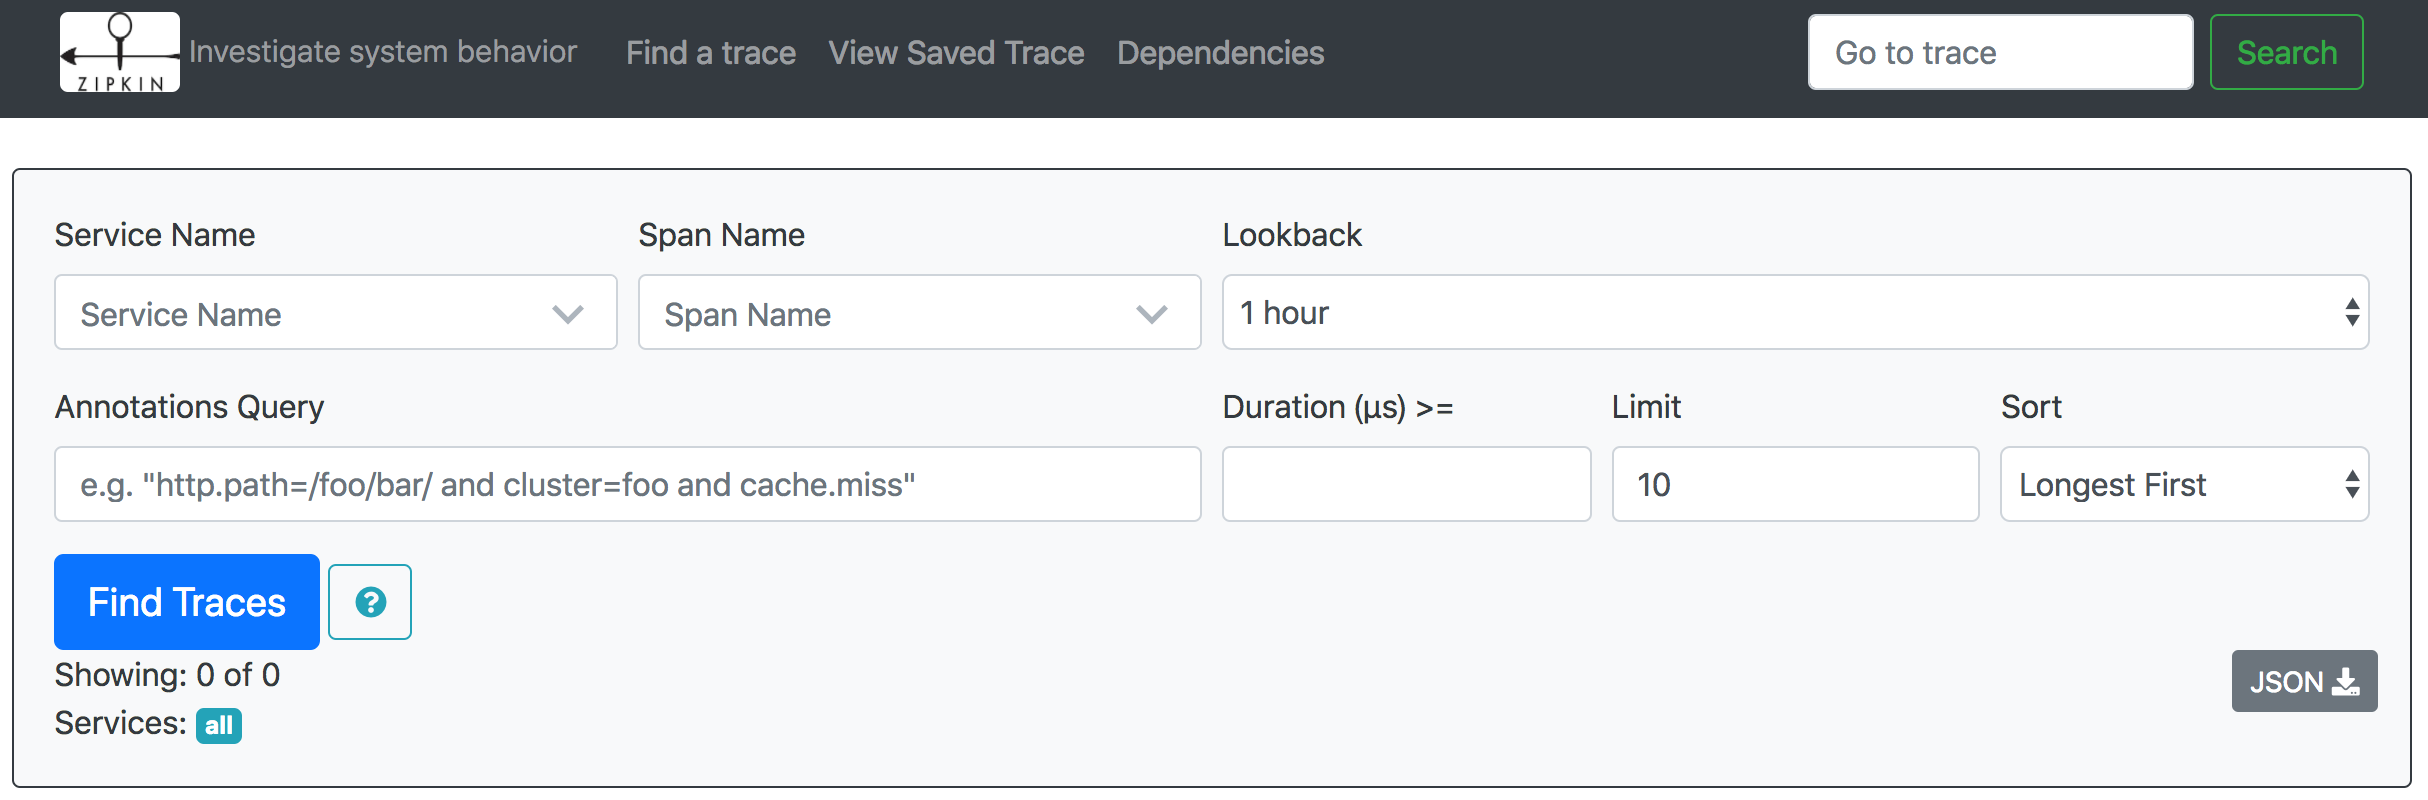 ZIPKIN
Investigate system behavior Find a trace View Saved Trace Dependencies Go to trace Search
Service Name Span Name Lookback
Service Name Span Name 1 hour
Annotations Query Duration (μs) >= Limit Sort
e.g. "http.path=/foo/bar/ and cluster=foo and cache.miss" 10 Longest First
Find Traces ?
Showing: 0 of 0 JSON
Services: all